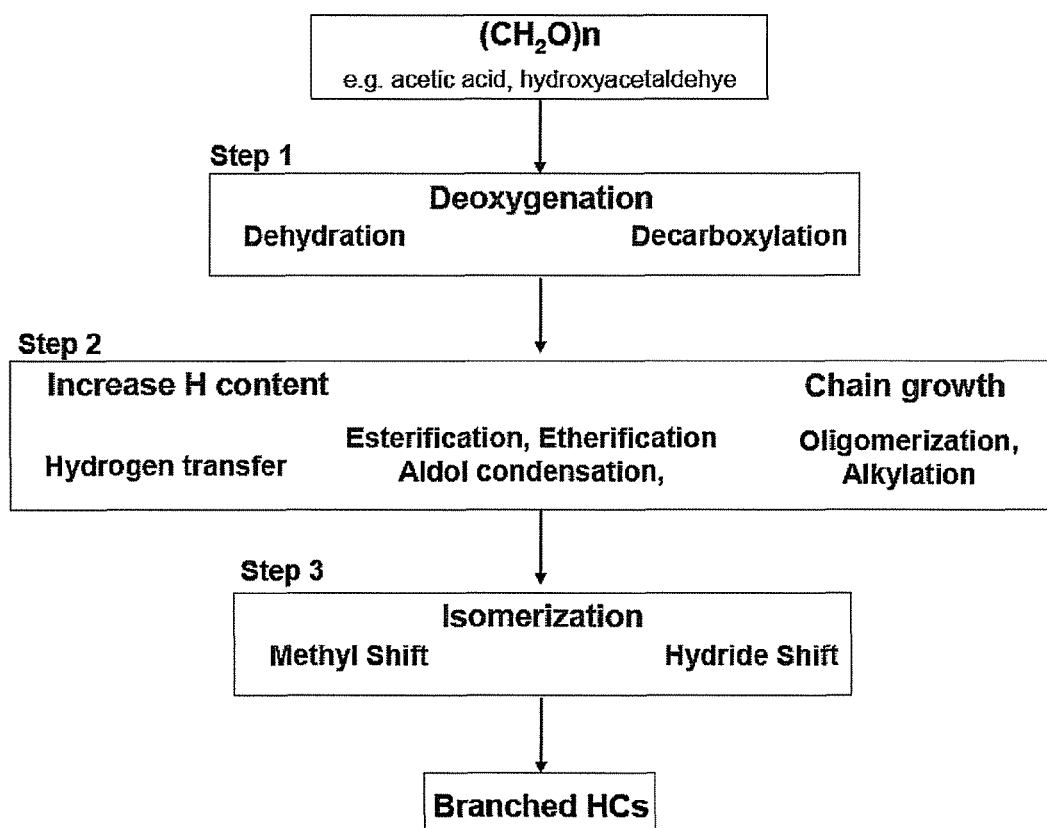 (CH₂O)n
e.g. acetic acid, hydroxyacetaldehye
Step 1
Deoxygenation
Dehydration Decarboxylation
Step 2
Increase H content Chain growth
Hydrogen transfer
Esterification, Etherification
Aldol condensation,
Oligomerization,
Alkylation
Step 3
Isomerization
Methyl Shift Hydride Shift
Branched HCs